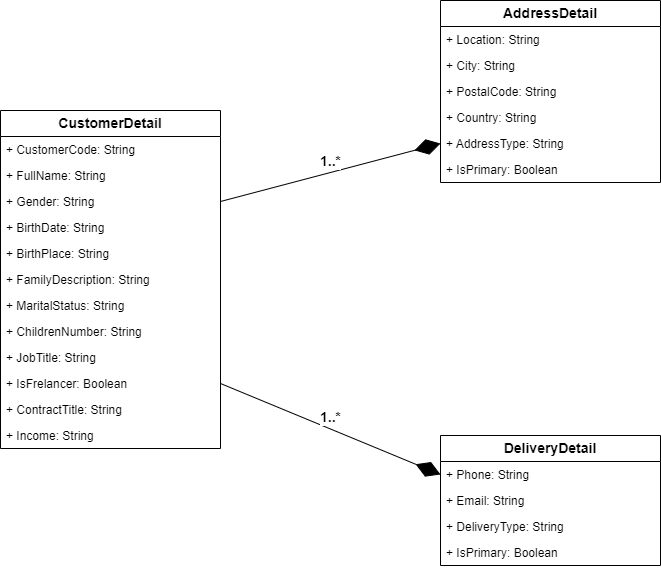 AddressDetail
+ Location: String
+ City: String
+ PostalCode: String
+ Country: String
+ AddressType: String
+ IsPrimary: Boolean
CustomerDetail
+ CustomerCode: String
+ FullName: String
+ Gender: String
+ BirthDate: String
+ BirthPlace: String
+ FamilyDescription: String
+ MaritalStatus: String
+ ChildrenNumber: String
+ JobTitle: String
+ IsFrelancer: Boolean
+ ContractTitle: String
+ Income: String
1..*
1..*
DeliveryDetail
+ Phone: String
+ Email: String
+ DeliveryType: String
+ IsPrimary: Boolean